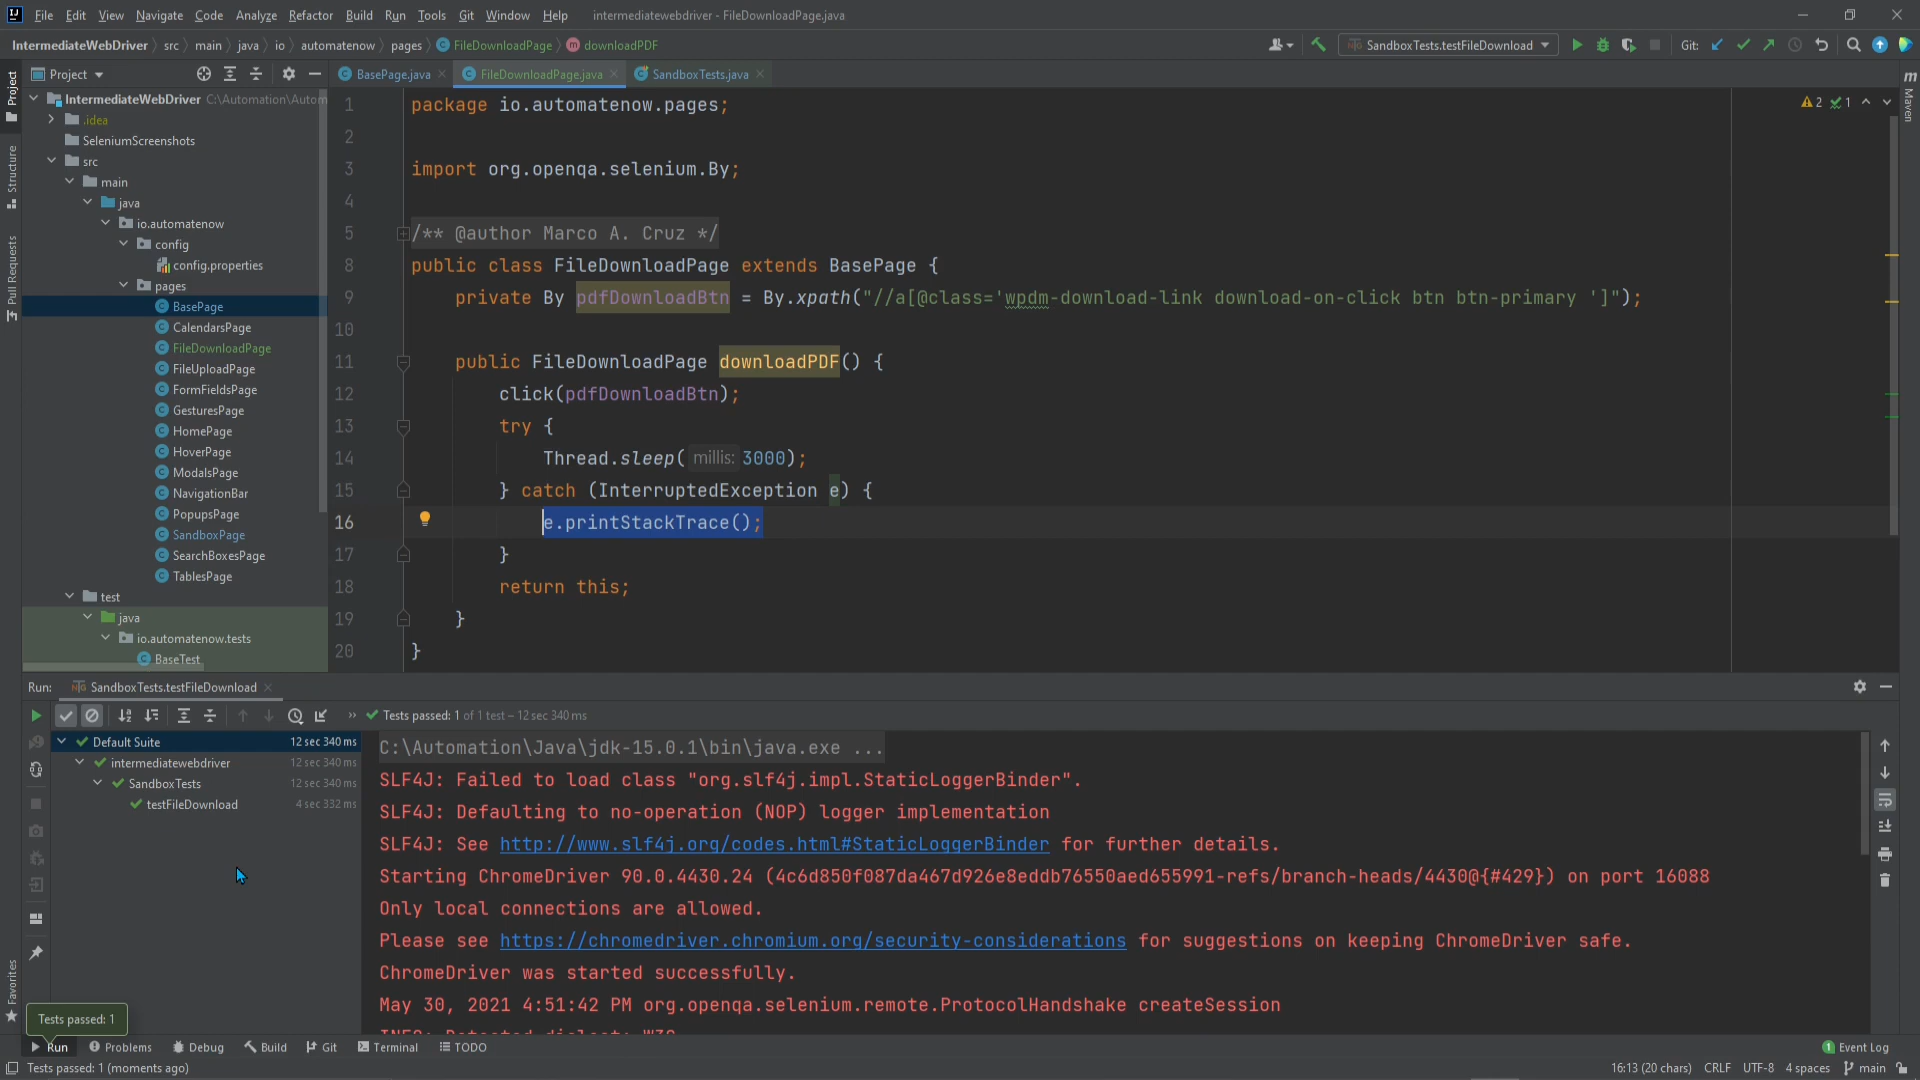 File Edit View Navigate Code Analyze Refactor Build Run Tools Git Window Help intermediatewebdriver - FileDownloadPage.java
IntermediateWebDriver src main java io automatenow pages FileDownloadPage downloadPDF SandboxTests.testFileDownload Git:
Project BasePage.java FileDownloadPage.java SandboxTests.java
Project
Structure
Pull Requests
Favorites
Maven
IntermediateWebDriver C:\Automation\Autom
.idea
SeleniumScreenshots
src
main
java
io.automatenow
config
config.properties
pages
BasePage
CalendarsPage
FileDownloadPage
FileUploadPage
FormFieldsPage
GesturesPage
HomePage
HoverPage
ModalsPage
NavigationBar
PopupsPage
SandboxPage
SearchBoxesPage
TablesPage
test
java
io.automatenow.tests
BaseTest
2 1
1 package io.automatenow.pages;
2
3 import org.openqa.selenium.By;
4
5 /** @author Marco A. Cruz */
8 public class FileDownloadPage extends BasePage {
9 private By pdfDownloadBtn = By.xpath("//a[@class='wpdm-download-link download-on-click btn btn-primary ']");
10
11 public FileDownloadPage downloadPDF() {
12 click(pdfDownloadBtn);
13 try {
14 Thread.sleep( millis: 3000);
15 } catch (InterruptedException e) {
16 e.printStackTrace();
17 }
18 return this;
19 }
20 }
Run: SandboxTests.testFileDownload
Tests passed: 1 of 1 test – 12 sec 340 ms
Default Suite 12 sec 340 ms
intermediatewebdriver 12 sec 340 ms
SandboxTests 12 sec 340 ms
testFileDownload 4 sec 332 ms
C:\Automation\Java\jdk-15.0.1\bin\java.exe ...
SLF4J: Failed to load class "org.slf4j.impl.StaticLoggerBinder".
SLF4J: Defaulting to no-operation (NOP) logger implementation
SLF4J: See http://www.slf4j.org/codes.html#StaticLoggerBinder for further details.
Starting ChromeDriver 90.0.4430.24 (4c6d850f087da467d926e8eddb76550aed655991-refs/branch-heads/4430@{#429}) on port 16088
Only local connections are allowed.
Please see https://chromedriver.chromium.org/security-considerations for suggestions on keeping ChromeDriver safe.
ChromeDriver was started successfully.
May 30, 2021 4:51:42 PM org.openqa.selenium.remote.ProtocolHandshake createSession
Tests passed: 1
Run Problems Debug Build Git Terminal TODO 1 Event Log
Tests passed: 1 (moments ago) 16:13 (20 chars) CRLF UTF-8 4 spaces main